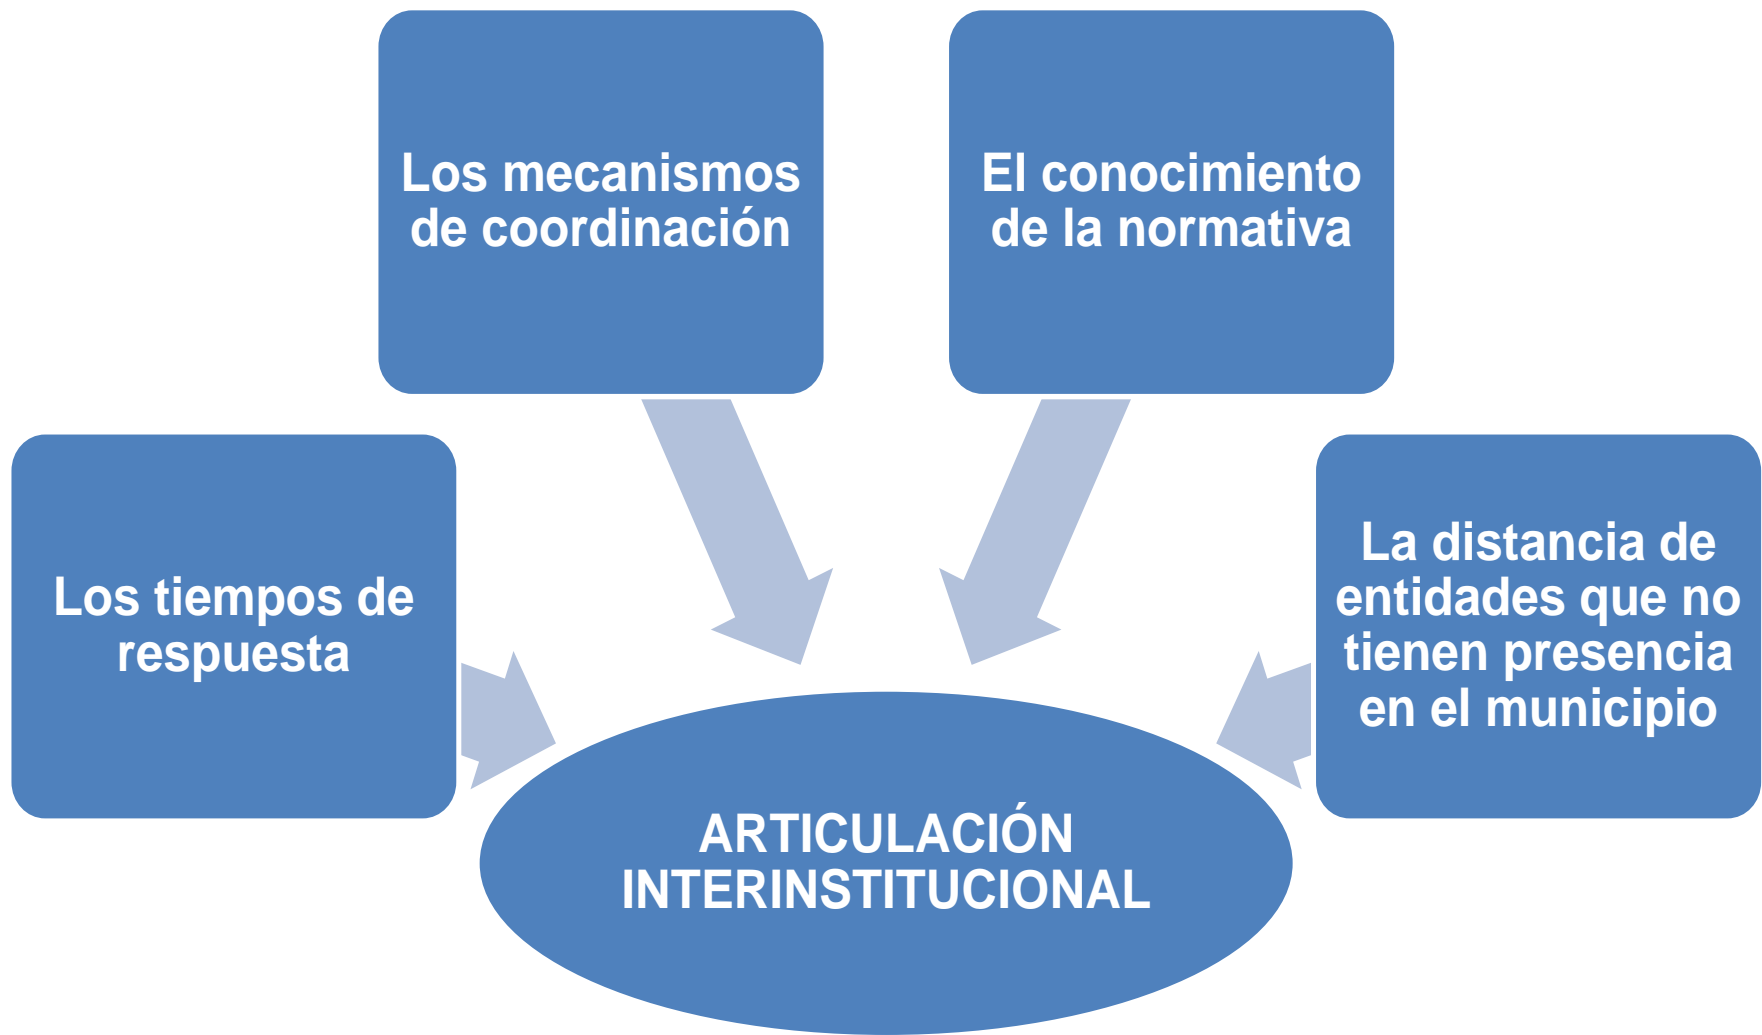 Los mecanismos
de coordinación
El conocimiento
de la normativa
Los tiempos de
respuesta
La distancia de
entidades que no
tienen presencia
en el municipio
ARTICULACIÓN
INTERINSTITUCIONAL